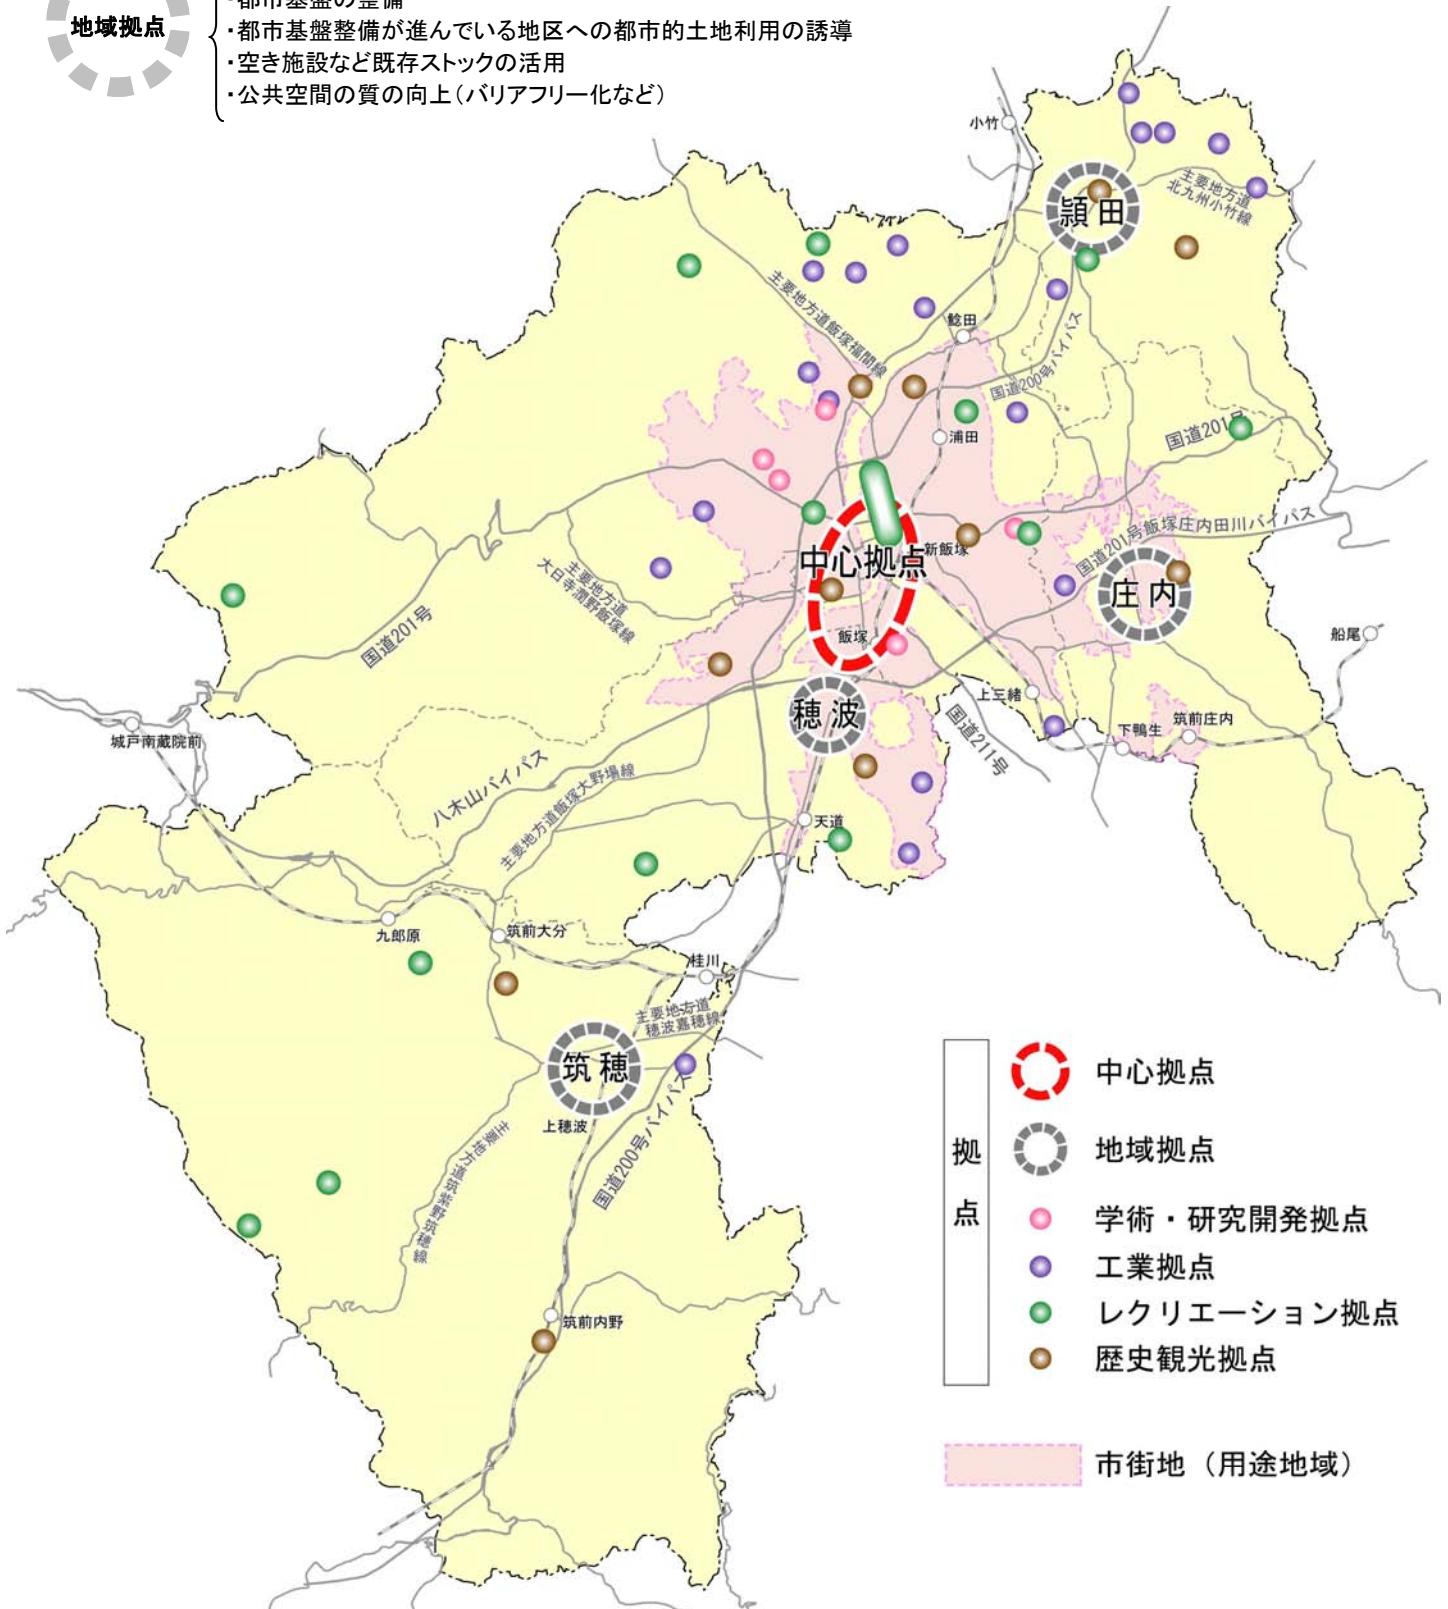 ・都市基盤の整備
地域拠点
・都市基盤整備が進んでいる地区への都市的土地利用の誘導
・空き施設など既存ストックの活用
・公共空間の質の向上（バリアフリー化など）
小竹
主要地方道
北九州小竹線
頴田
主要地方道飯塚福間線
鯰田
国道200号バイパス
浦田
国道201号
国道201号飯塚庄内田川バイパス
新飯塚
中心拠点
主要地方道
大日寺潤野飯塚線
庄内
国道201号
飯塚
船尾
上三緒
穂波
国道211号
下鴨生
筑前庄内
城戸南蔵院前
八木山バイパス
主要地方道飯塚大野場線
天道
九郎原
筑前大分
桂川
主要地方道
穂波嘉穂線
筑穂
上穂波
国道200号バイパス
主要地方道筑紫野筑穂線
筑前内野
拠点
中心拠点
地域拠点
学術・研究開発拠点
工業拠点
レクリエーション拠点
歴史観光拠点
市街地（用途地域）